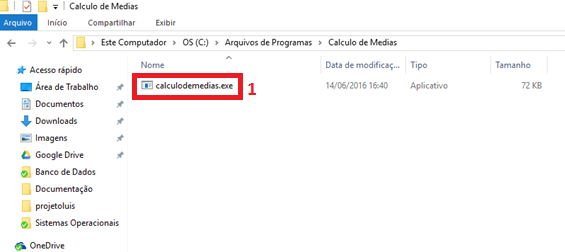 Calculo de Medias
Arquivo Início Compartilhar Exibir
Este Computador > OS (C:) > Arquivos de Programas > Calculo de Medias
Nome Data de modificaç... Tipo Tamanho
Acesso rápido
calculodemedias.exe 1 14/06/2016 16:40 Aplicativo 72 KB
Área de Trabalho
Documentos
Downloads
Imagens
Google Drive
Banco de Dados
Documentação
projetoluis
Sistemas Operacionais
OneDrive